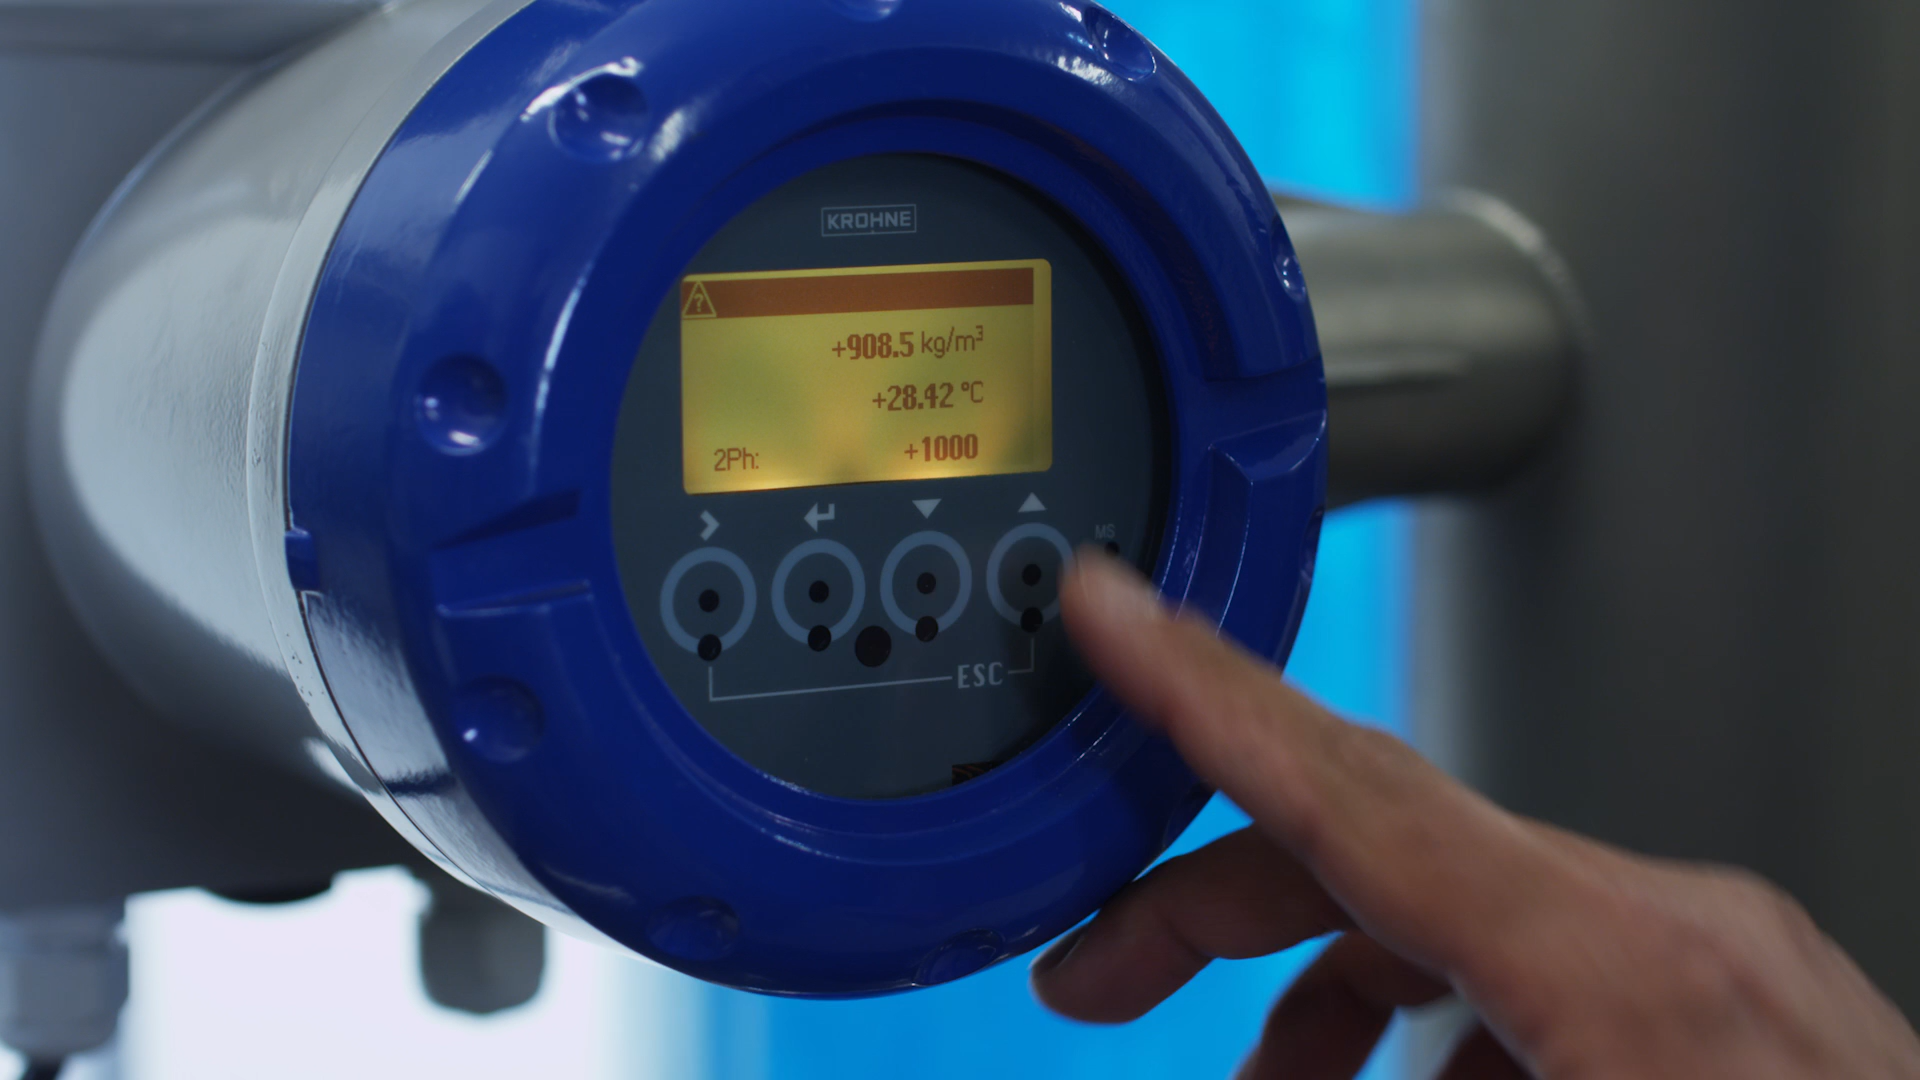 KROHNE
?
+908.5 kg/m³
+28.42 °C
2Ph: +1000
MS
ESC